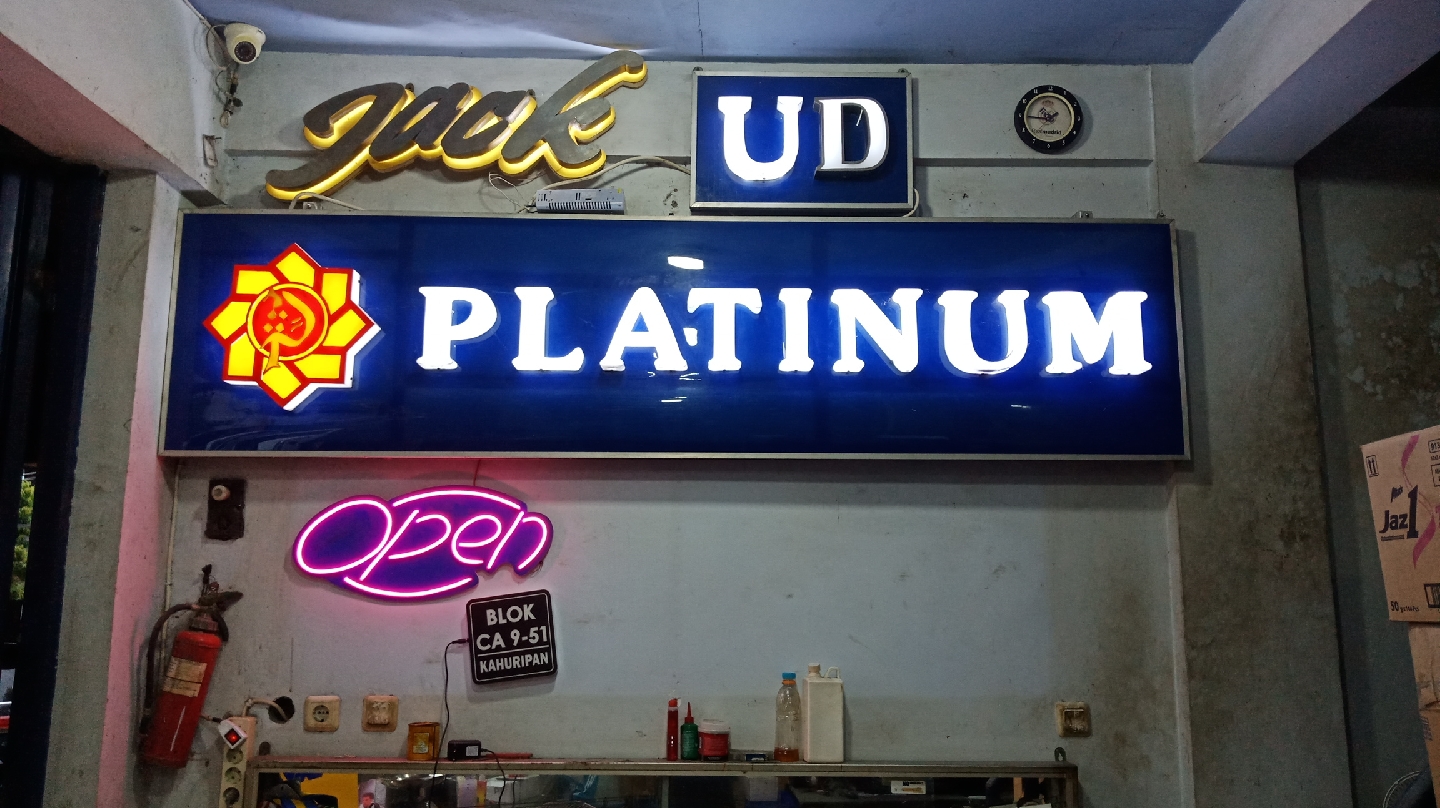 Jack
UD
PLATINUM
Open
BLOK
CA 9-51
KAHURIPAN
Jaz1